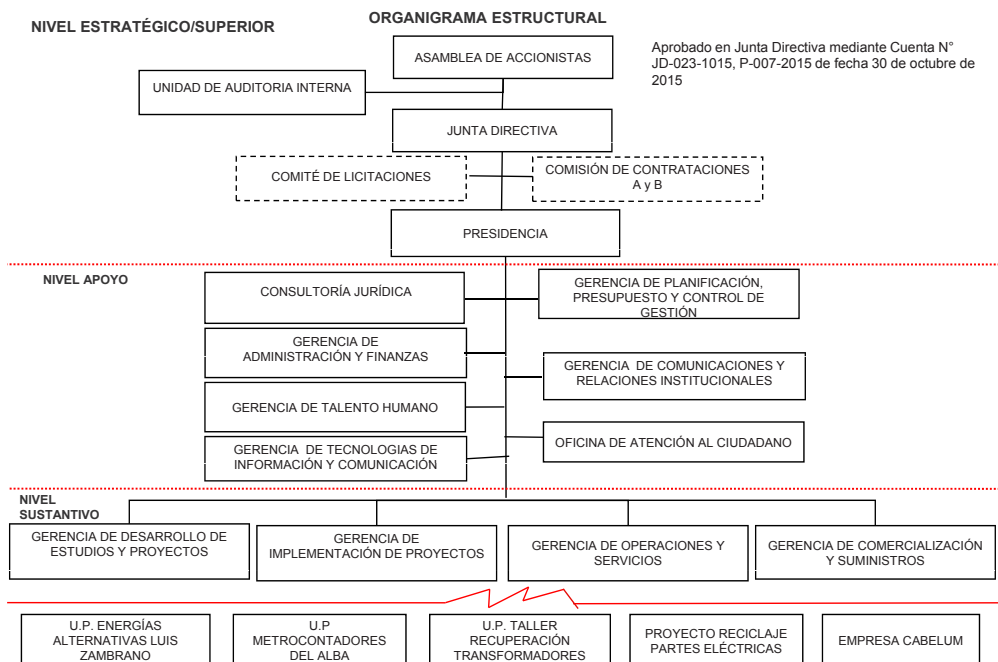 ORGANIGRAMA ESTRUCTURAL
NIVEL ESTRATÉGICO/SUPERIOR
ASAMBLEA DE ACCIONISTAS
Aprobado en Junta Directiva mediante Cuenta N°
JD-023-1015, P-007-2015 de fecha 30 de octubre de
2015
UNIDAD DE AUDITORIA INTERNA
JUNTA DIRECTIVA
COMITÉ DE LICITACIONES
COMISIÓN DE CONTRATACIONES
A y B
PRESIDENCIA
NIVEL APOYO
CONSULTORÍA JURÍDICA
GERENCIA DE PLANIFICACIÓN,
PRESUPUESTO Y CONTROL DE
GESTIÓN
GERENCIA DE
ADMINISTRACIÓN Y FINANZAS
GERENCIA DE COMUNICACIONES Y
RELACIONES INSTITUCIONALES
GERENCIA DE TALENTO HUMANO
OFICINA DE ATENCIÓN AL CIUDADANO
GERENCIA DE TECNOLOGIAS DE
INFORMACIÓN Y COMUNICACIÓN
NIVEL
SUSTANTIVO
GERENCIA DE DESARROLLO DE
ESTUDIOS Y PROYECTOS
GERENCIA DE
IMPLEMENTACIÓN DE PROYECTOS
GERENCIA DE OPERACIONES Y
SERVICIOS
GERENCIA DE COMERCIALIZACIÓN
Y SUMINISTROS
U.P. ENERGÍAS
ALTERNATIVAS LUIS
ZAMBRANO
U.P
METROCONTADORES
DEL ALBA
U.P. TALLER
RECUPERACIÓN
TRANSFORMADORES
PROYECTO RECICLAJE
PARTES ELÉCTRICAS
EMPRESA CABELUM